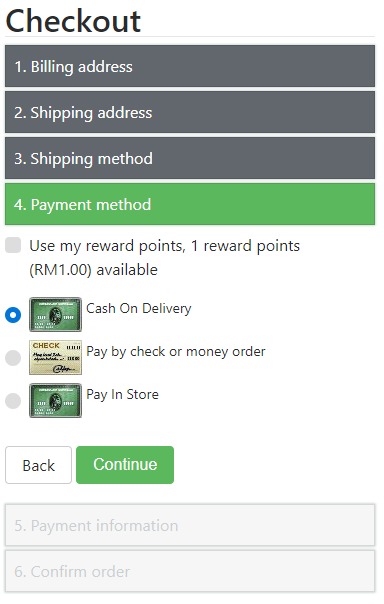 Checkout
1. Billing address
2. Shipping address
3. Shipping method
4. Payment method
Use my reward points, 1 reward points
(RM1.00) available
Cash On Delivery
CHECK
Pay by check or money order
Pay In Store
Back
Continue
5. Payment information
6. Confirm order